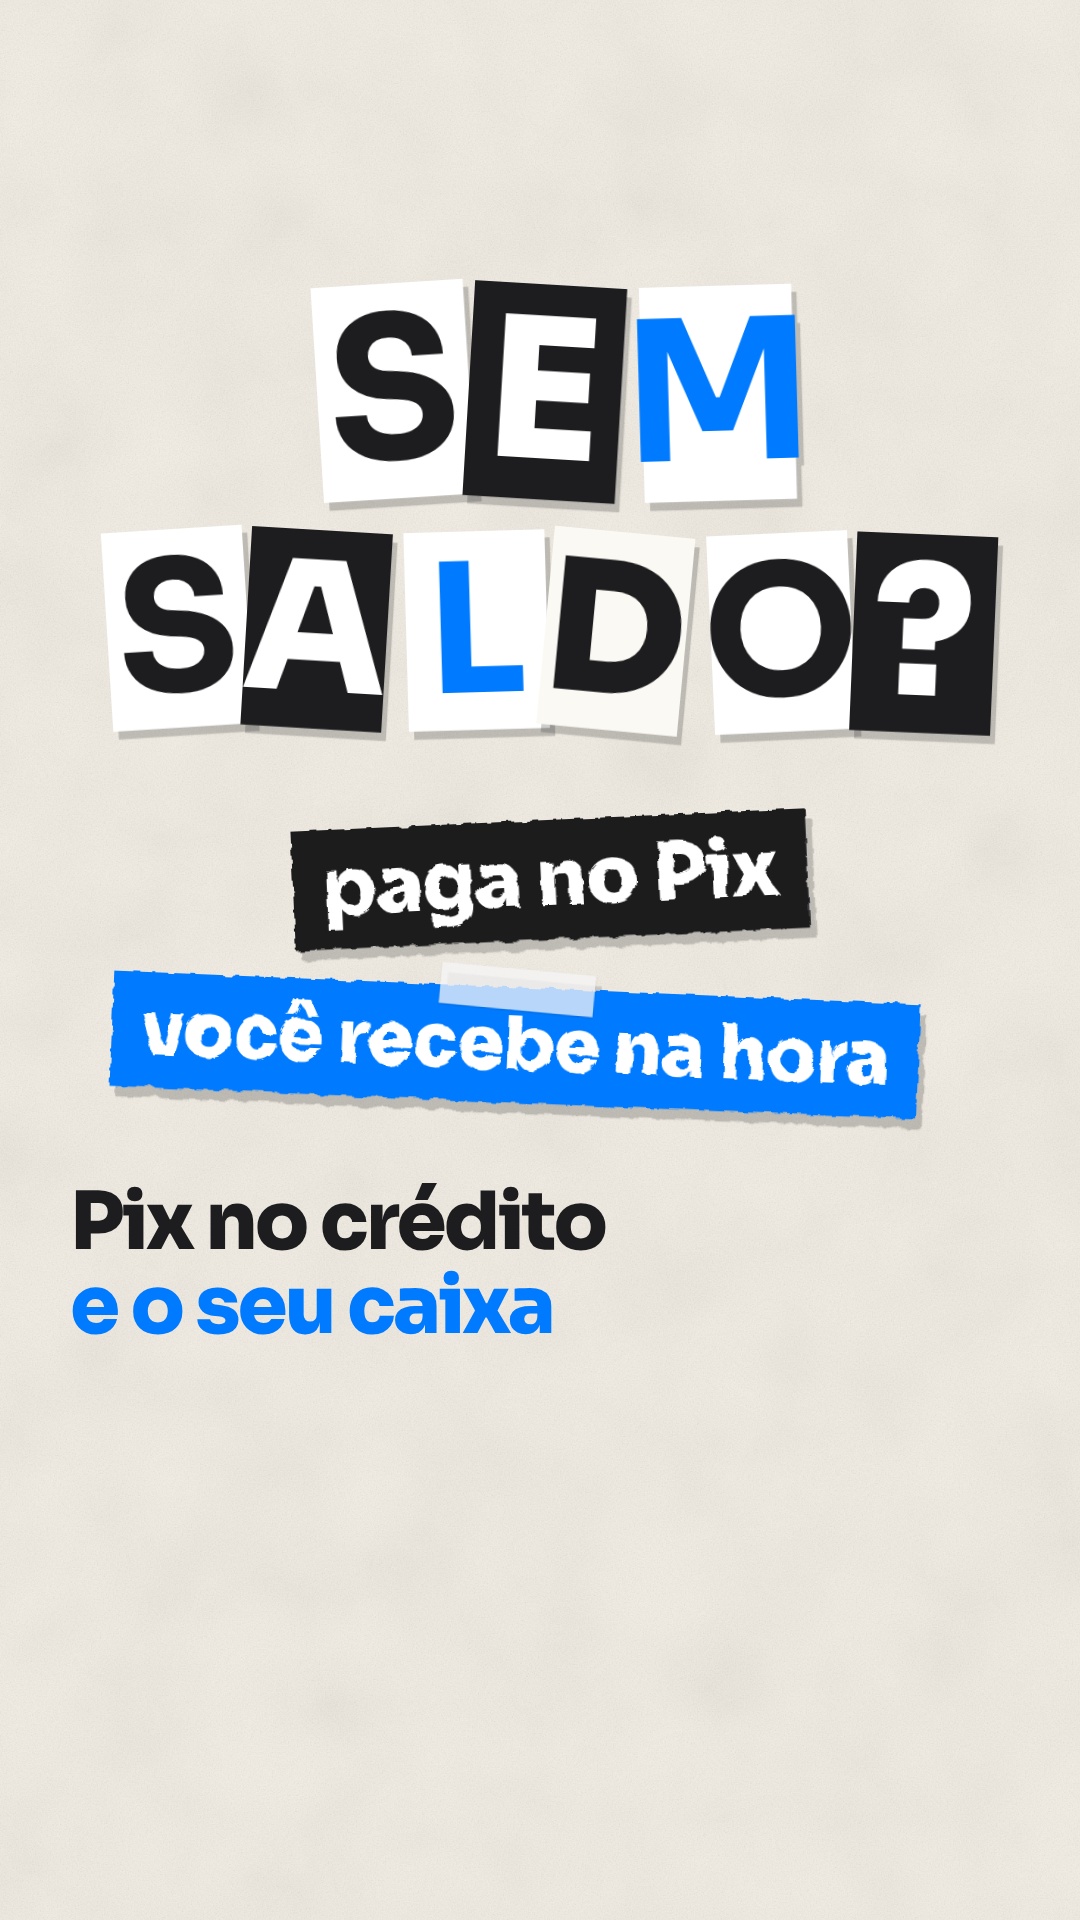 SEM
SALDO?
paga no Pix
você recebe na hora
Pix no crédito
e o seu caixa